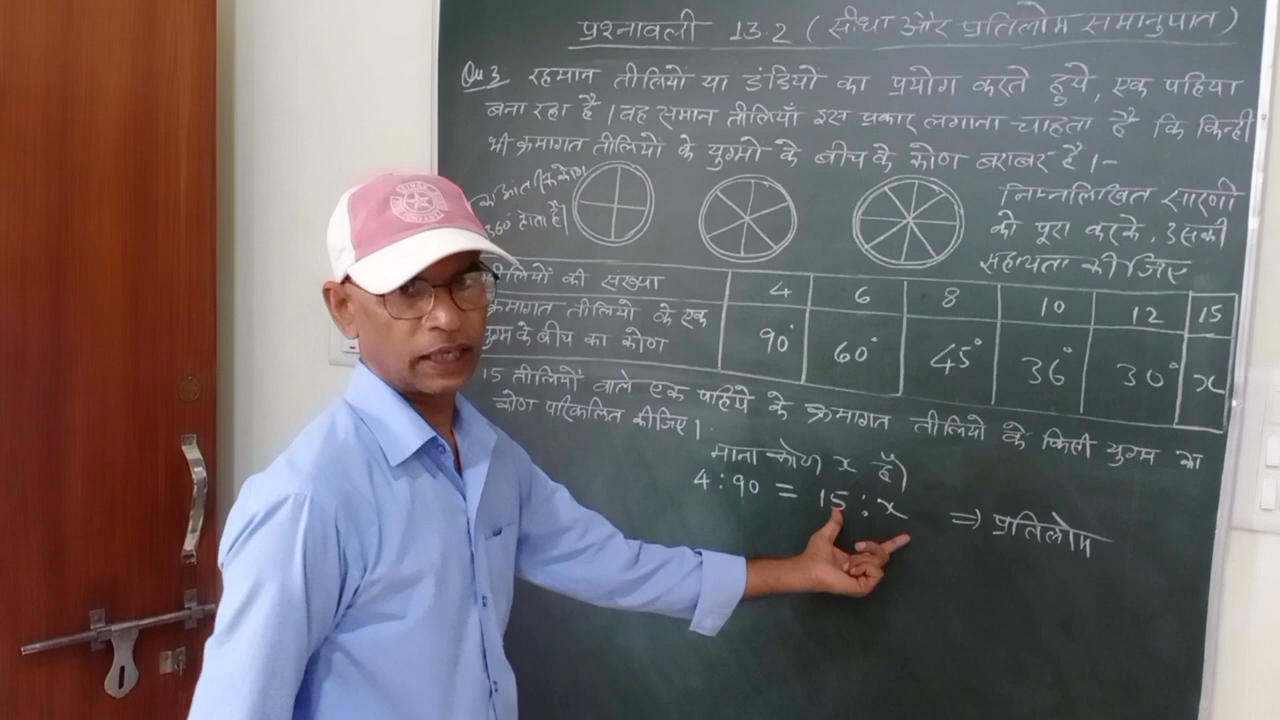 प्रश्नावली 13.2 (सीधा और प्रतिलोम समानुपात)
Qu 3 रहमान तीलियों या डंडियों का प्रयोग करते हुये, एक पहिया
बना रहा है। वह समान तीलियाँ इस प्रकार लगाना चाहता है कि किन्हीं
भी क्रमागत तीलियों के युग्मो के बीच के कोण बराबर है।-
360° होता है।
निम्नलिखित सारणी
को पूरा करके, उसकी
सहायता कीजिए
तीलियों की संख्या 4 6 8 10 12 15
क्रमागत तीलियों के एक
युग्म के बीच का कोण 90° 60° 45° 36° 30° x
15 तीलियों वाले एक पहिये के क्रमागत तीलियों के किसी युग्म का
कोण परिकलित कीजिए।
माना कोण x है।
4:90 = 15:x ⇒ प्रतिलोम